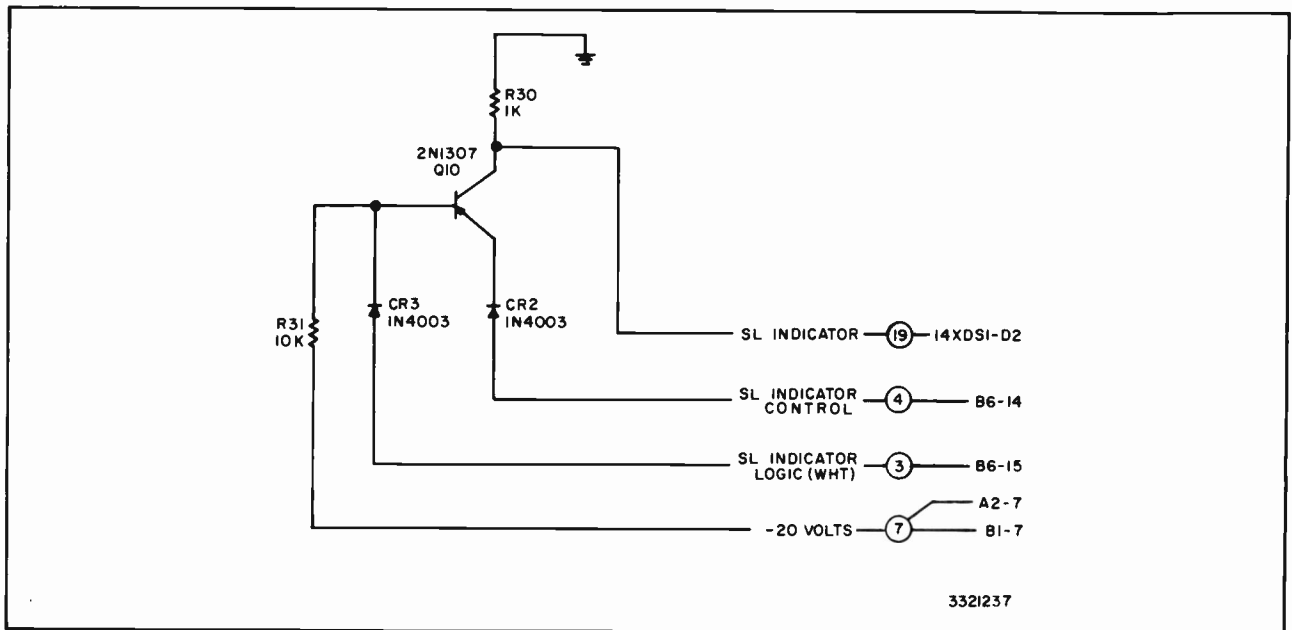 R30
1K
2N1307
Q10
R31
10K
CR3
1N4003
CR2
1N4003
SL INDICATOR 19 14XDS1-D2
SL INDICATOR
CONTROL 4 B6-14
SL INDICATOR
LOGIC (WHT) 3 B6-15
A2-7
-20 VOLTS 7 B1-7
3321237